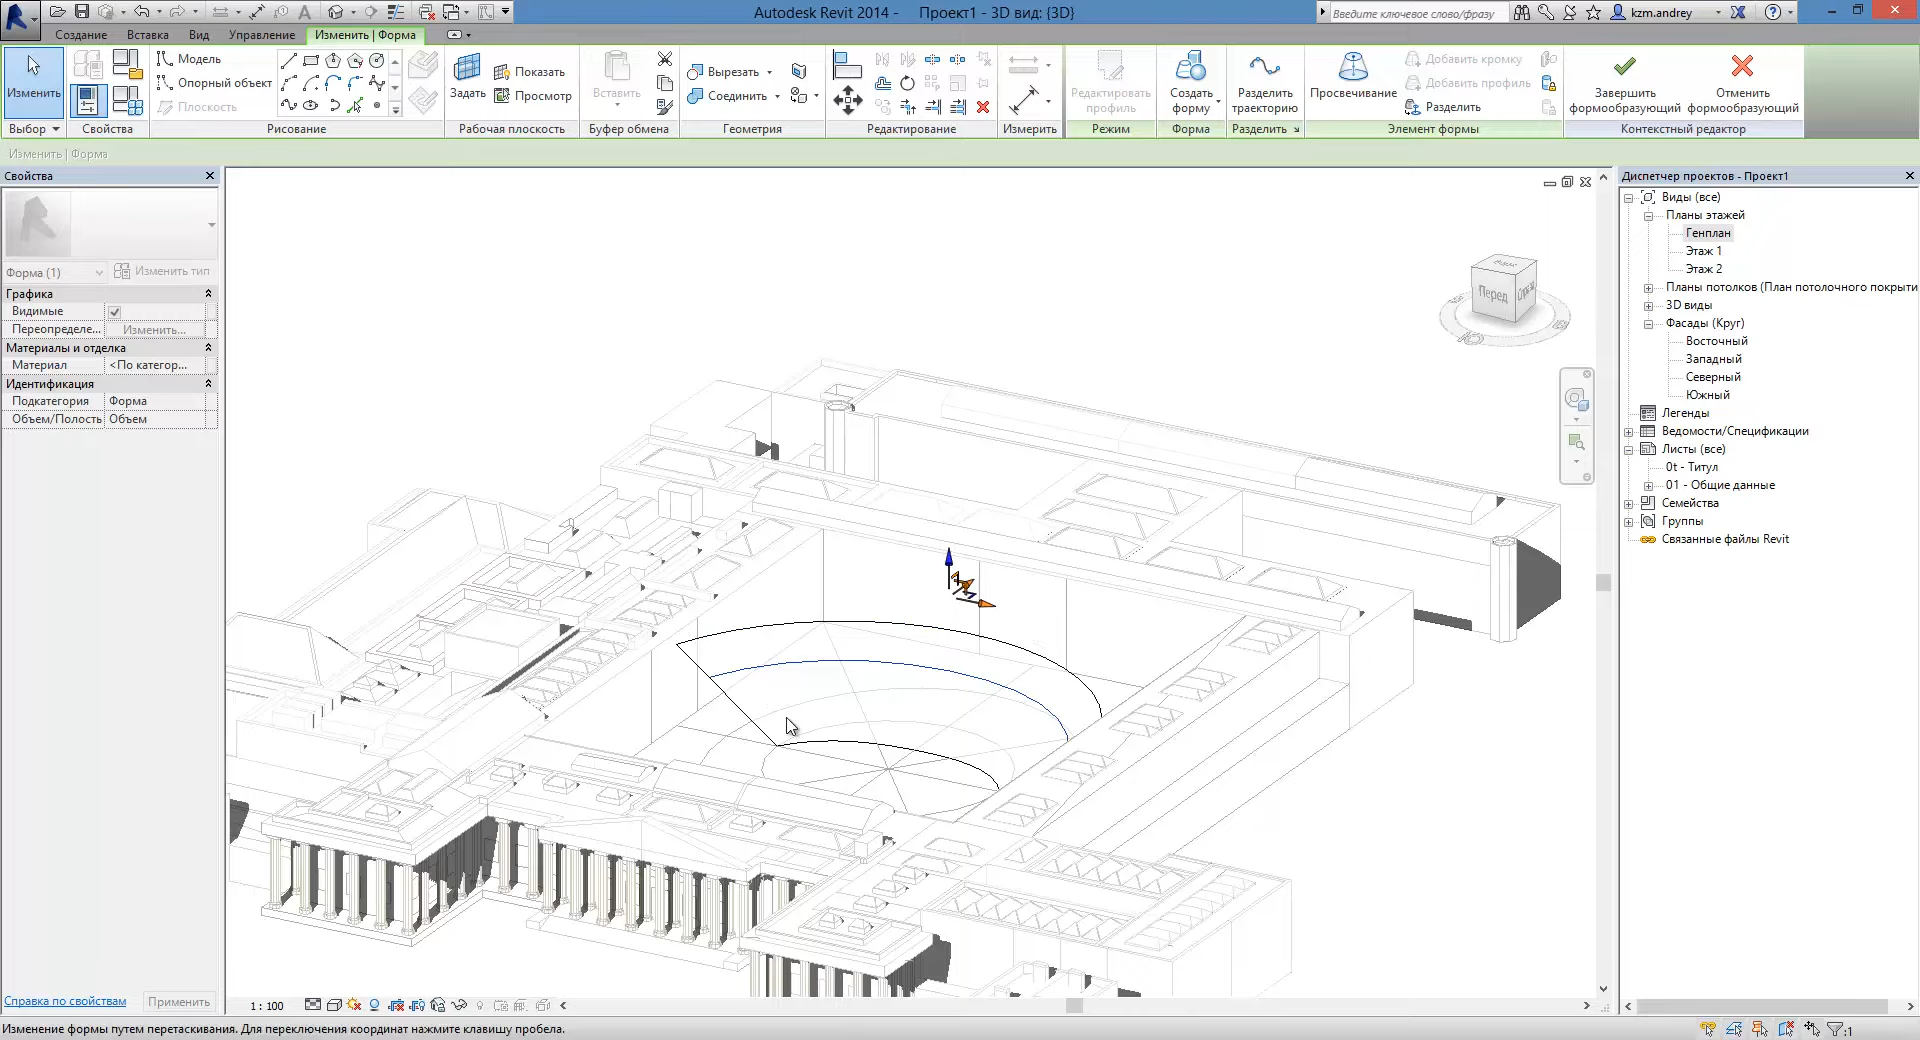 Autodesk Revit 2014 - Проект1 - 3D вид: {3D}
Введите ключевое слово/фразу
kzm.andrey
Создание Вставка Вид Управление Изменить | Форма
Изменить
Модель
Опорный объект
Плоскость
Задать
Показать
Просмотр
Вставить
Вырезать
Соединить
Редактировать профиль
Создать форму
Разделить траекторию
Просвечивание
Добавить кромку
Добавить профиль
Разделить
Завершить формообразующий
Отменить формообразующий
Выбор Свойства Рисование Рабочая плоскость Буфер обмена Геометрия Редактирование Измерить Режим Форма Разделить Элемент формы Контекстный редактор
Изменить | Форма
Свойства
Форма (1) Изменить тип
Графика
Видимые
Переопределе... Изменить...
Материалы и отделка
Материал <По категор...
Идентификация
Подкатегория Форма
Объем/Полость Объем
Справка по свойствам Применить
Перед
1 : 100
Диспетчер проектов - Проект1
Виды (все)
Планы этажей
Генплан
Этаж 1
Этаж 2
Планы потолков (План потолочного покрыти
3D виды
Фасады (Круг)
Восточный
Западный
Северный
Южный
Легенды
Ведомости/Спецификации
Листы (все)
0t - Титул
01 - Общие данные
Семейства
Группы
Связанные файлы Revit
Изменение формы путем перетаскивания. Для переключения координат нажмите клавишу пробела.
:1